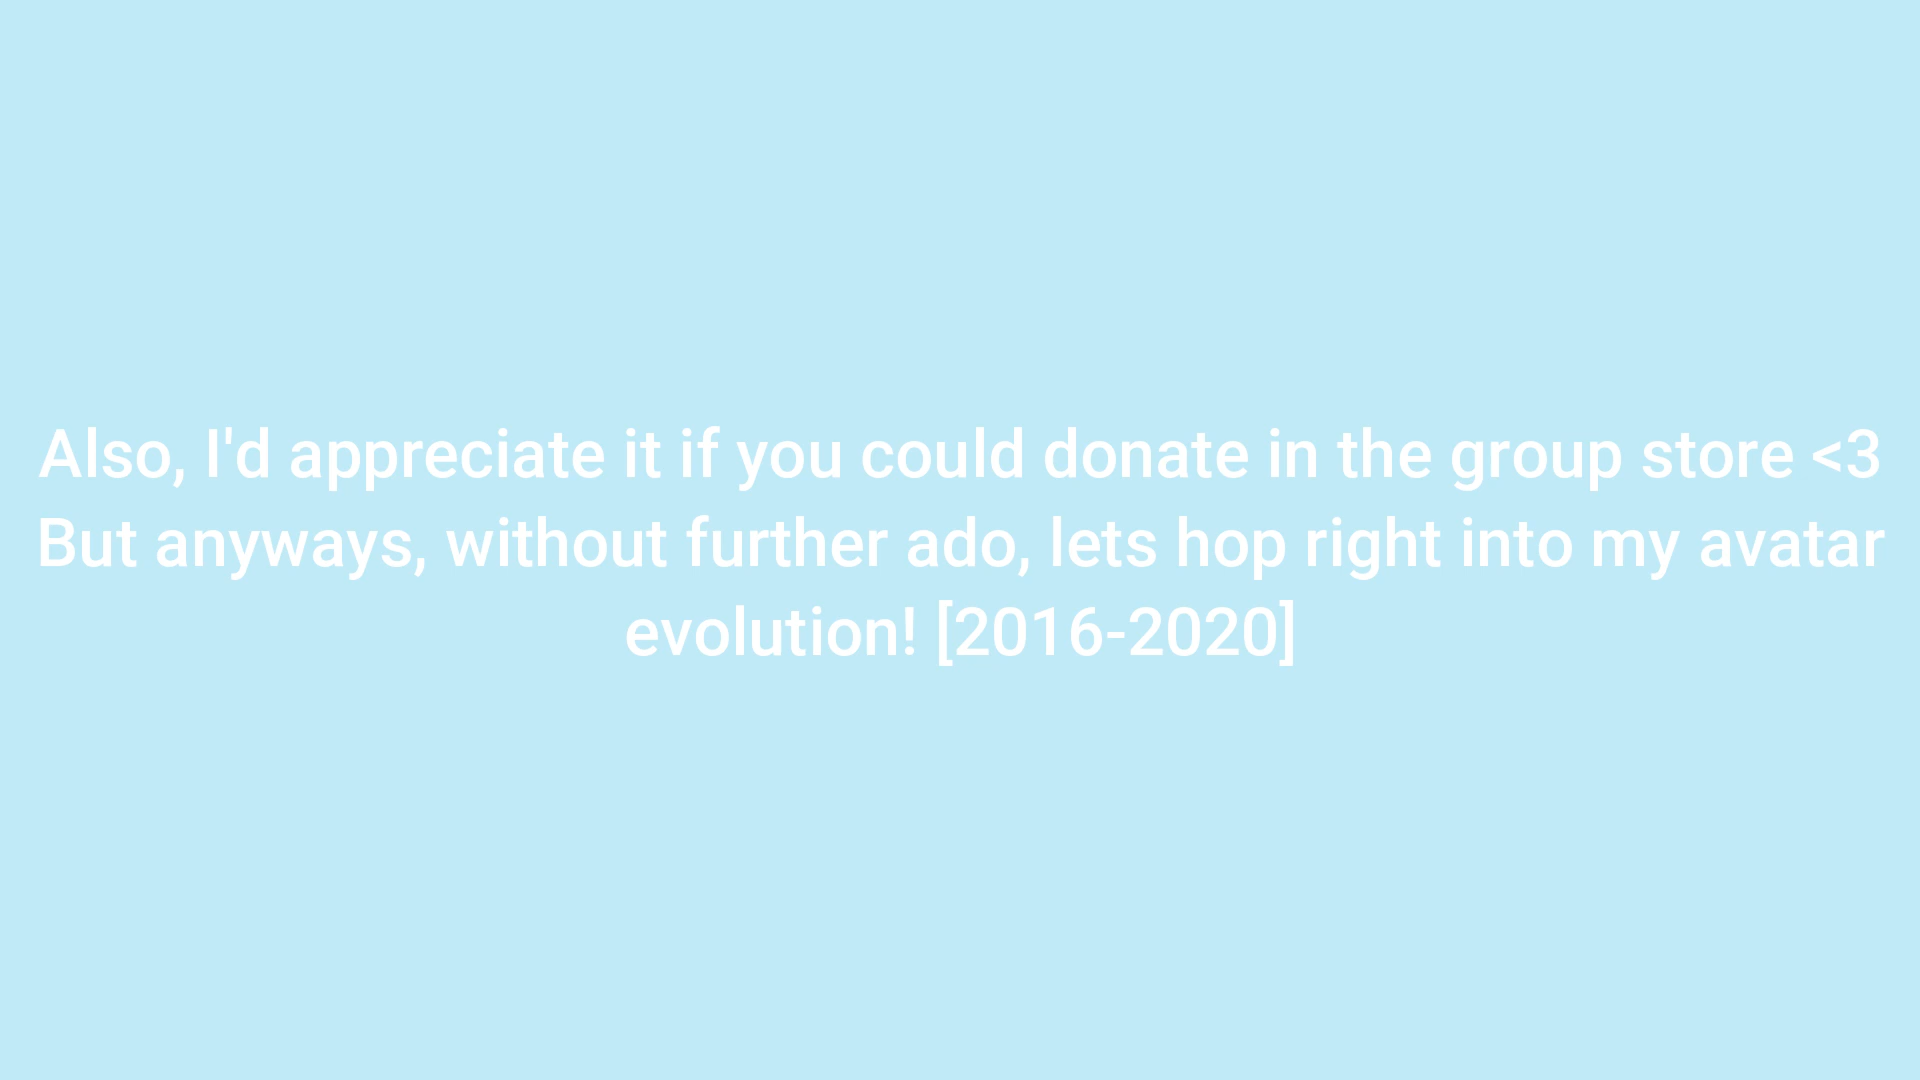 Also, I'd appreciate it if you could donate in the group store <3
But anyways, without further ado, lets hop right into my avatar
evolution! [2016-2020]